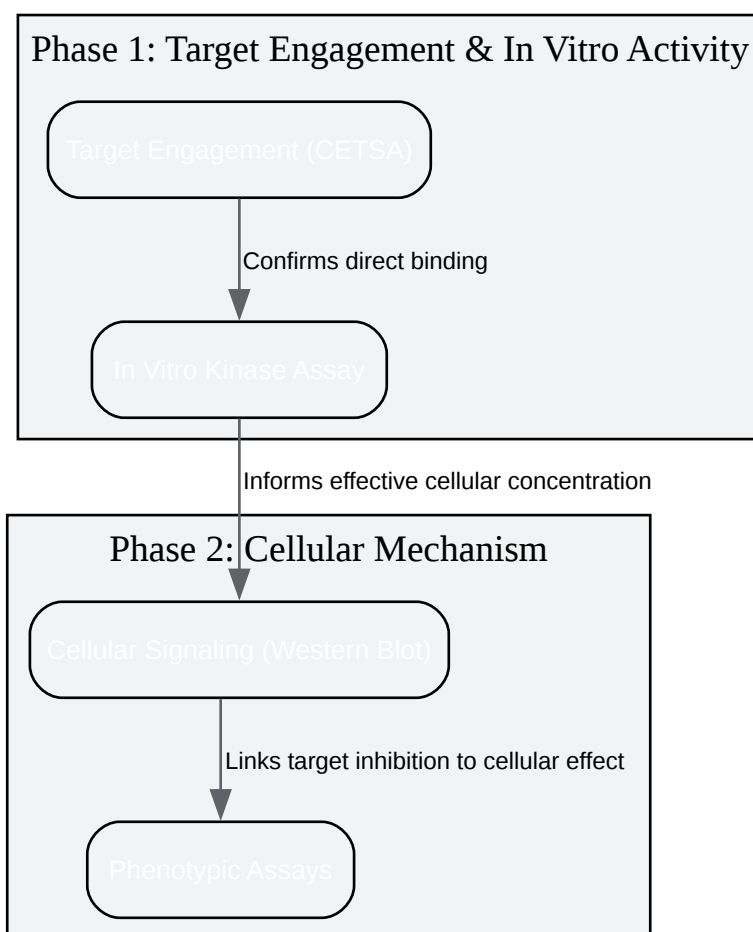 Phase 1: Target Engagement & In Vitro Activity
Target Engagement (CETSA)
Confirms direct binding
In Vitro Kinase Assay
Informs effective cellular concentration
Phase 2: Cellular Mechanism
Cellular Signaling (Western Blot)
Links target inhibition to cellular effect
Phenotypic Assays